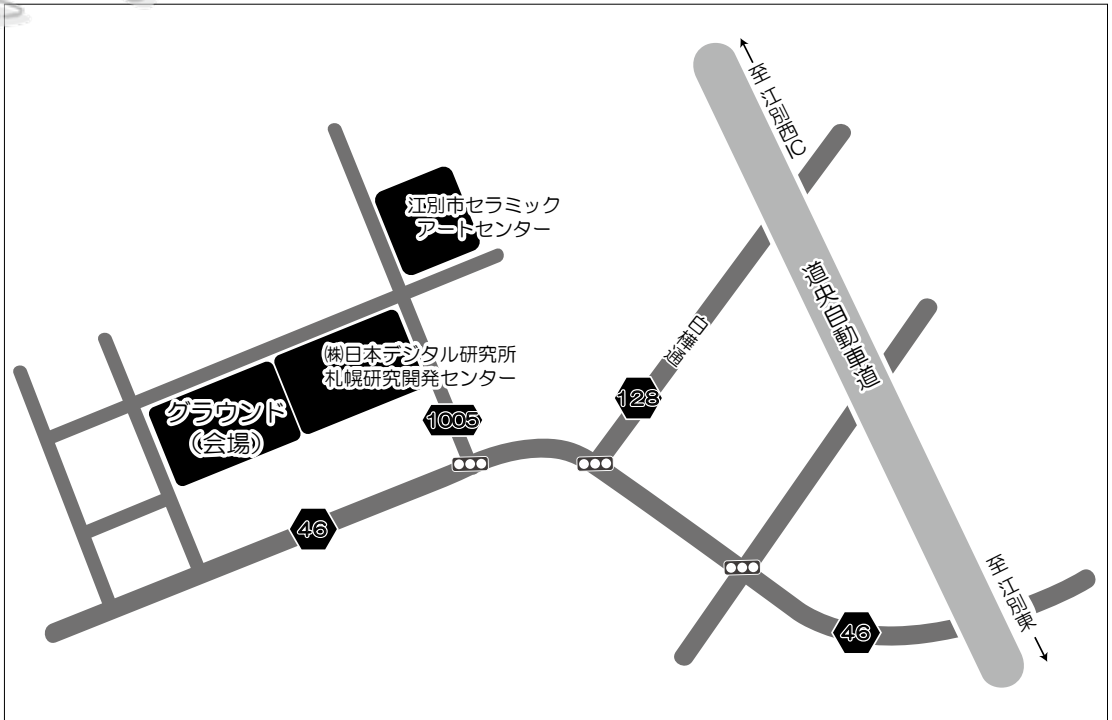 至 江別西IC
江別市セラミック
アートセンター
道央自動車道
白樺通
㈱日本デジタル研究所
札幌研究開発センター
128
グラウンド
(会場)
1005
46
至 江別東
46